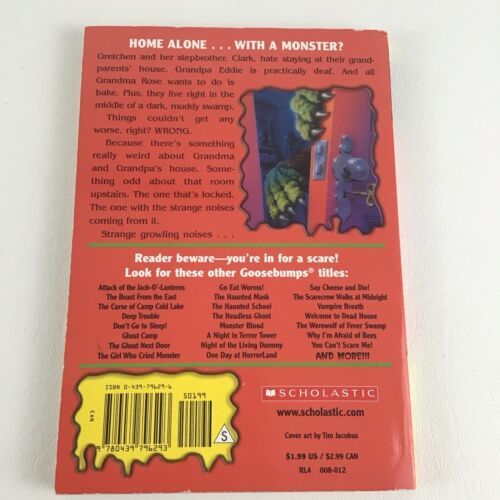 HOME ALONE . . . WITH A MONSTER?
Gretchen and her stepbrother, Clark, hate staying at their grand-
parents' house. Grandpa Eddie is practically deaf. And all
Grandma Rose wants to do is
bake. Plus, they live right in the
middle of a dark, muddy swamp.
Things couldn't get any
worse, right? WRONG.
Because there's something
really weird about Grandma
and Grandpa's house. Some-
thing odd about that room
upstairs. The one that's locked.
The one with the strange noises
coming from it.
Strange growling noises . . .
Reader beware—you're in for a scare!
Look for these other Goosebumps® titles:
Attack of the Jack-O'-Lanterns
The Beast From the East
The Curse of Camp Cold Lake
Deep Trouble
Don't Go to Sleep!
Ghost Camp
The Ghost Next Door
The Girl Who Cried Monster
Go Eat Worms!
The Haunted Mask
The Haunted School
The Headless Ghost
Monster Blood
A Night in Terror Tower
Night of the Living Dummy
One Day at HorrorLand
Say Cheese and Die!
The Scarecrow Walks at Midnight
Vampire Breath
Welcome to Dead House
The Werewolf of Fever Swamp
Why I'm Afraid of Bees
You Can't Scare Me!
AND MORE!!!
ISBN 0-439-79629-6
50199
EAN
9 780439 796293
S
SCHOLASTIC
www.scholastic.com
Cover art by Tim Jacobus
$1.99 US / $2.99 CAN
RL4 008-012